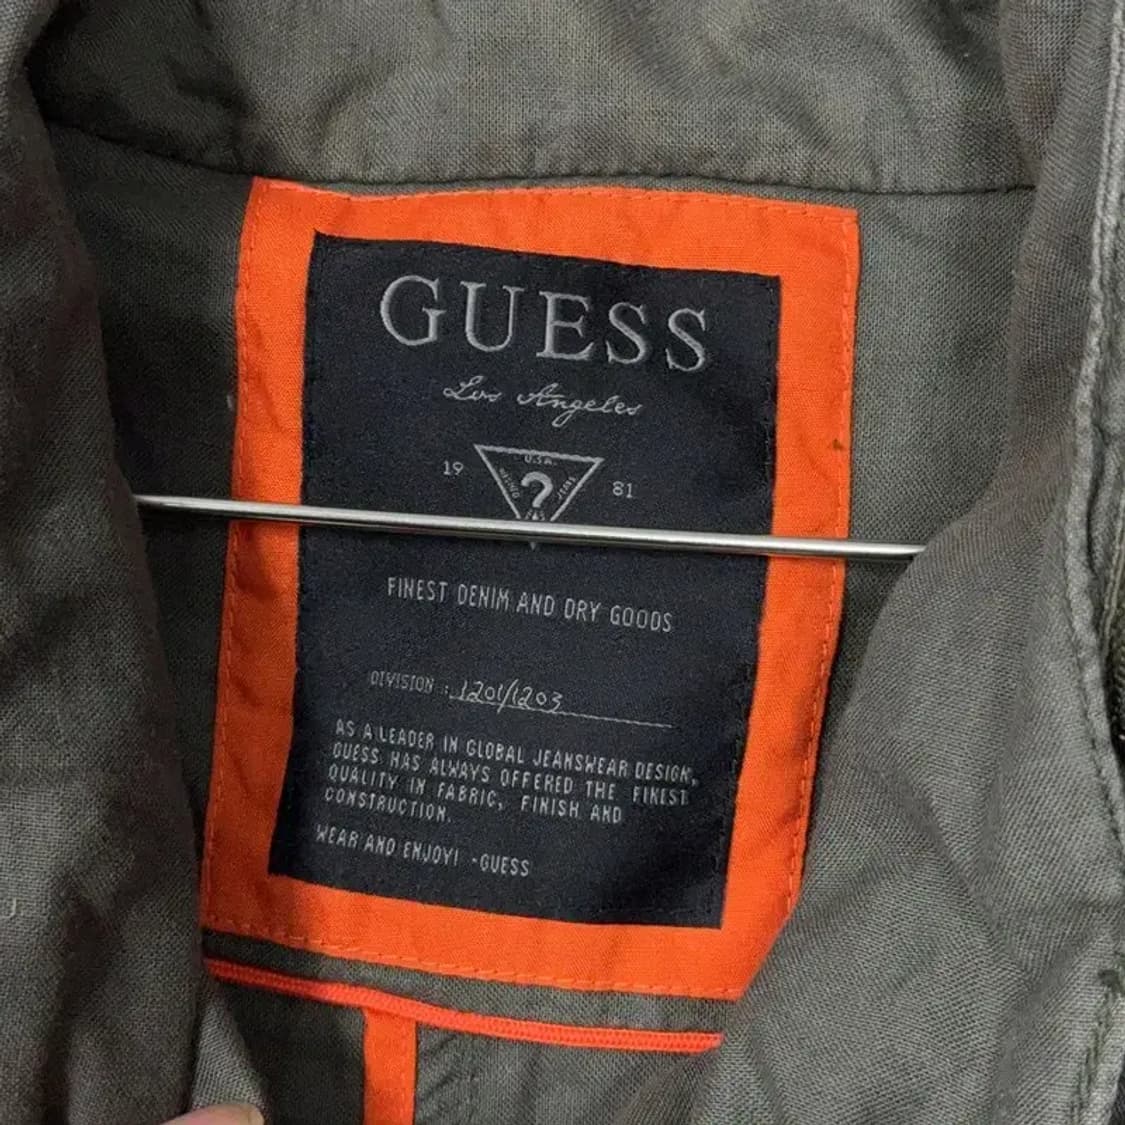 GUESS
Los Angeles
19 U.S.A. 81
?
FINEST DENIM AND DRY GOODS
DIVISION : 1201/1203
AS A LEADER IN GLOBAL JEANSWEAR DESIGN,
GUESS HAS ALWAYS OFFERED THE FINEST
QUALITY IN FABRIC, FINISH AND
CONSTRUCTION.
WEAR AND ENJOY! -GUESS